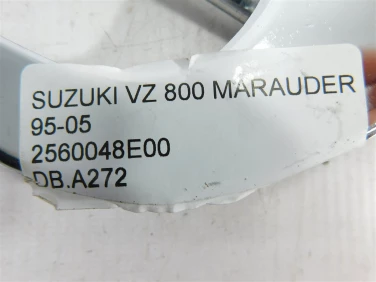 SUZUKI VZ 800 MARAUDER
95-05
2560048E00
DB.A272